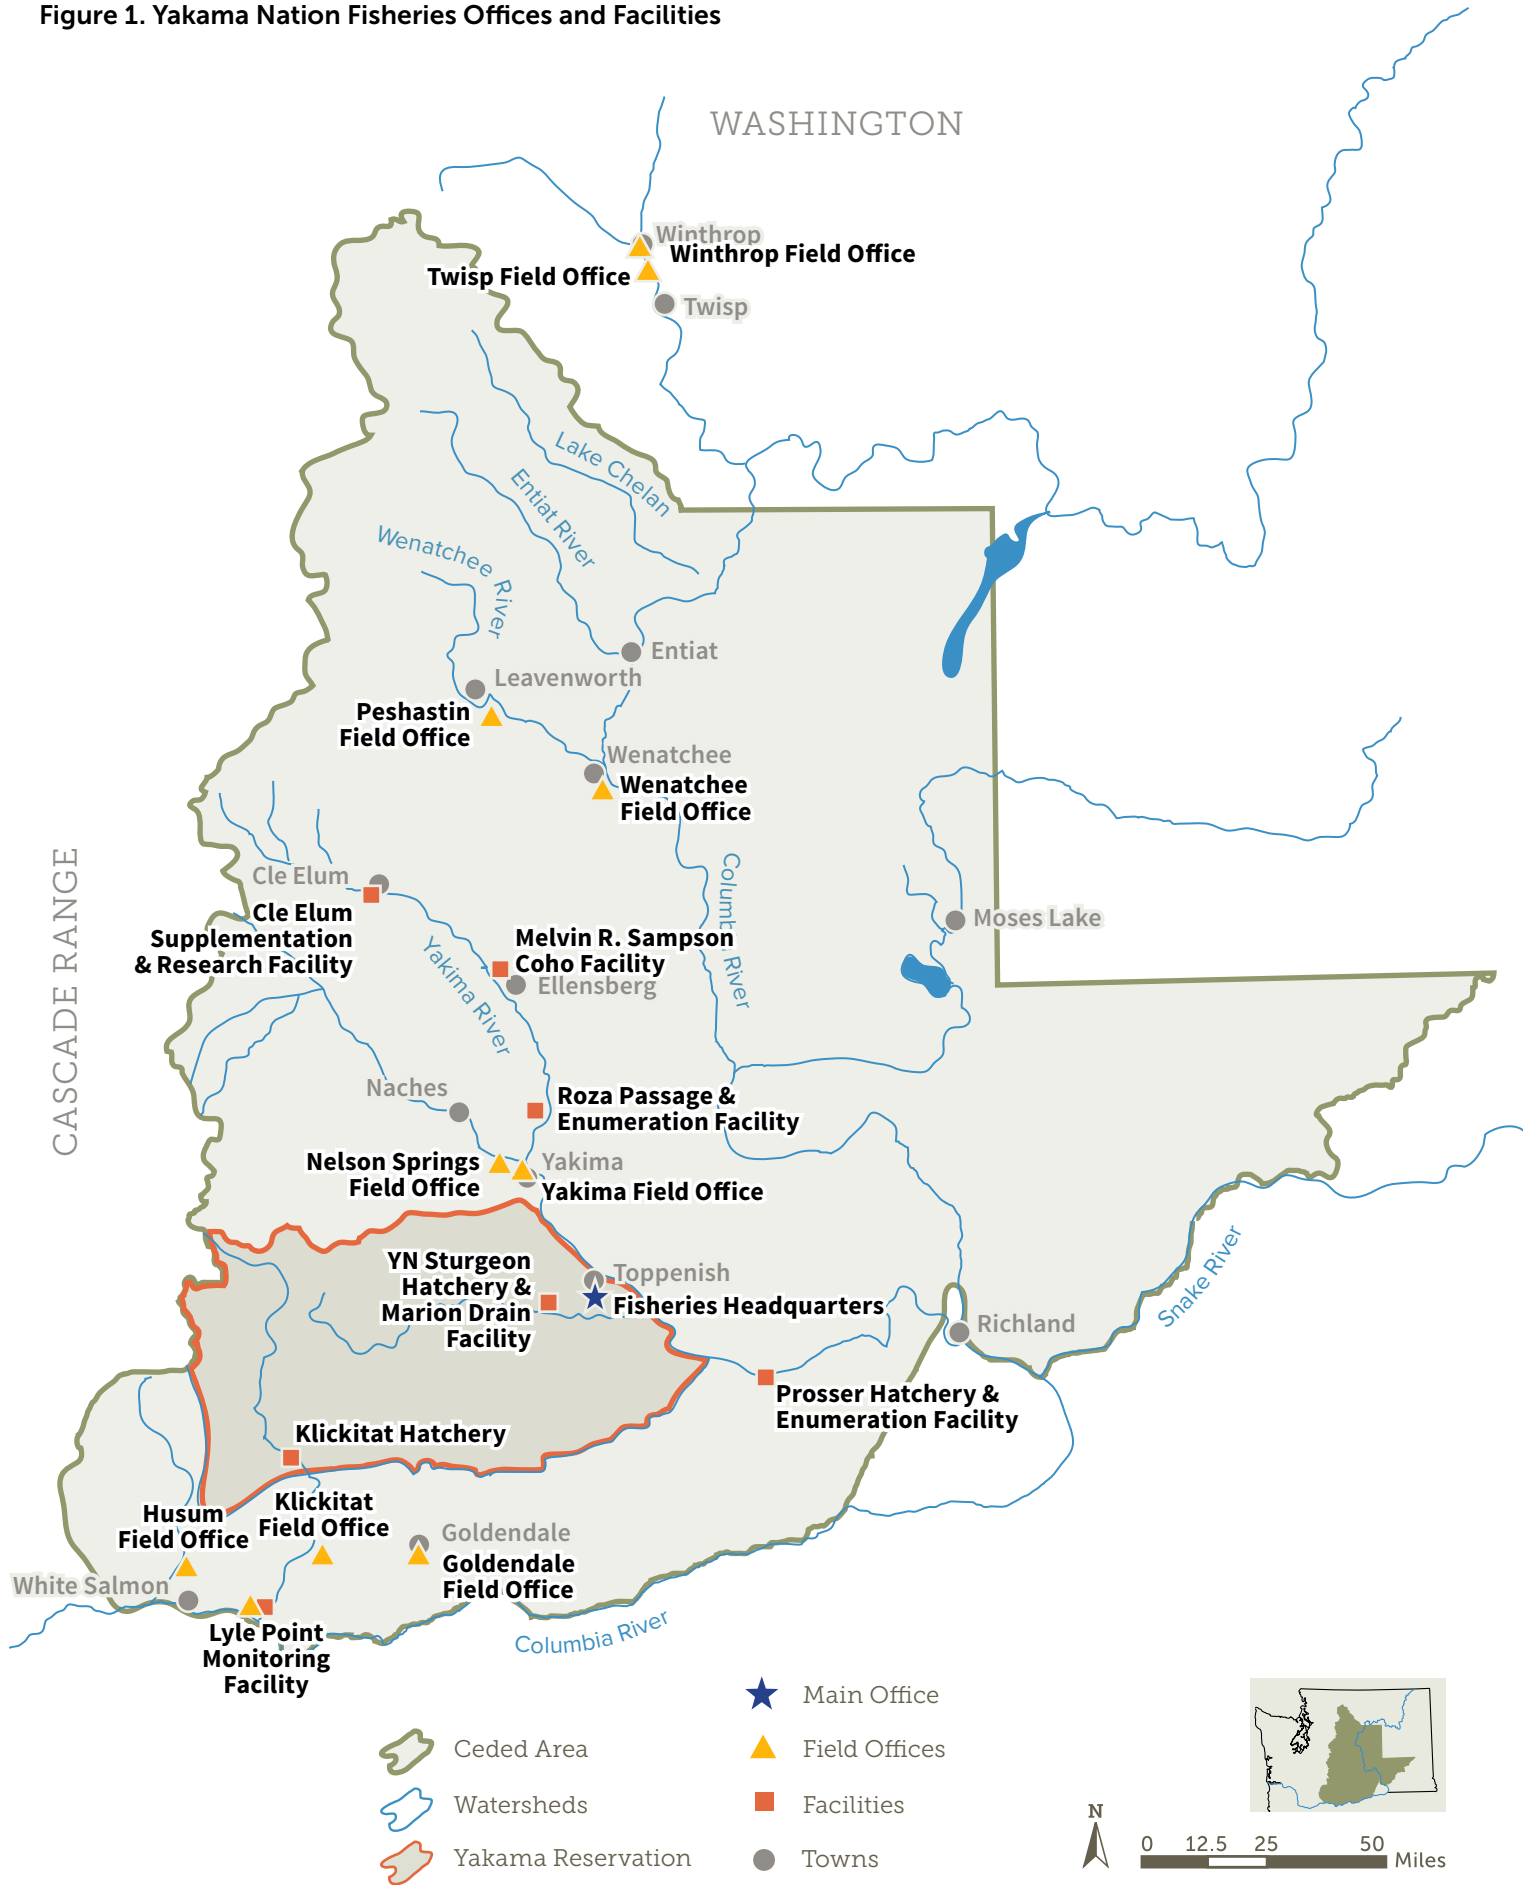 Figure 1. Yakama Nation Fisheries Offices and Facilities
WASHINGTON
Winthrop
Winthrop Field Office
Twisp Field Office
Twisp
Lake Chelan
Entiat River
Wenatchee River
Entiat
Leavenworth
Peshastin
Field Office
Wenatchee
Wenatchee
Field Office
CASCADE RANGE
Cle Elum
Cle Elum
Supplementation
& Research Facility
Columbia River
Moses Lake
Melvin R. Sampson
Coho Facility
Ellensberg
Yakima River
Naches
Roza Passage &
Enumeration Facility
Nelson Springs
Field Office
Yakima
Yakima Field Office
YN Sturgeon
Hatchery &
Marion Drain
Facility
Toppenish
Fisheries Headquarters
Snake River
Richland
Prosser Hatchery &
Enumeration Facility
Klickitat Hatchery
Klickitat
Field Office
Husum
Field Office
Goldendale
Goldendale
Field Office
White Salmon
Lyle Point
Monitoring
Facility
Columbia River
Main Office
Ceded Area
Field Offices
Watersheds
Facilities
Yakama Reservation
Towns
N
0 12.5 25 50
Miles